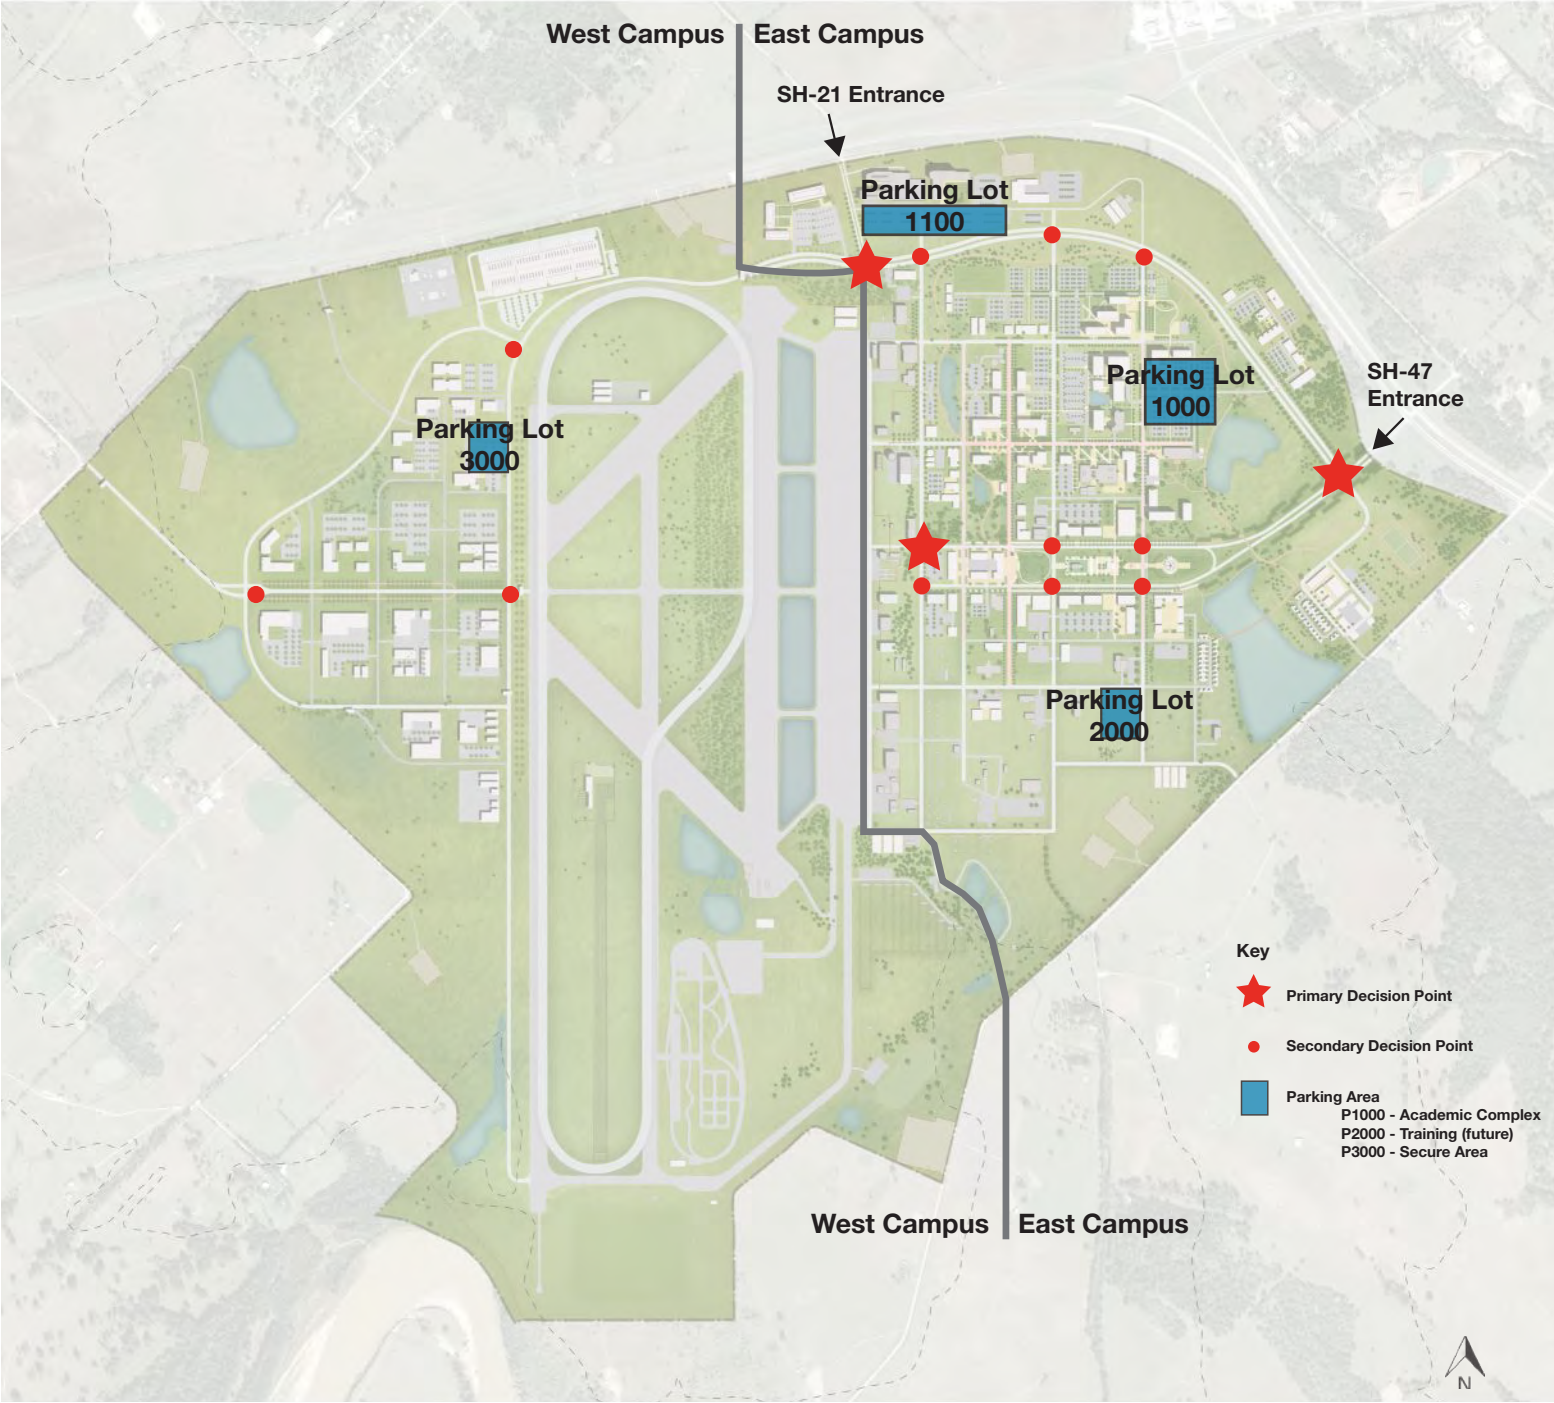 West Campus
East Campus
SH-21 Entrance
Parking Lot
1100
Parking Lot
1000
SH-47
Entrance
Parking Lot
3000
Parking Lot
2000
Key
Primary Decision Point
Secondary Decision Point
Parking Area
P1000 - Academic Complex
P2000 - Training (future)
P3000 - Secure Area
West Campus
East Campus
N